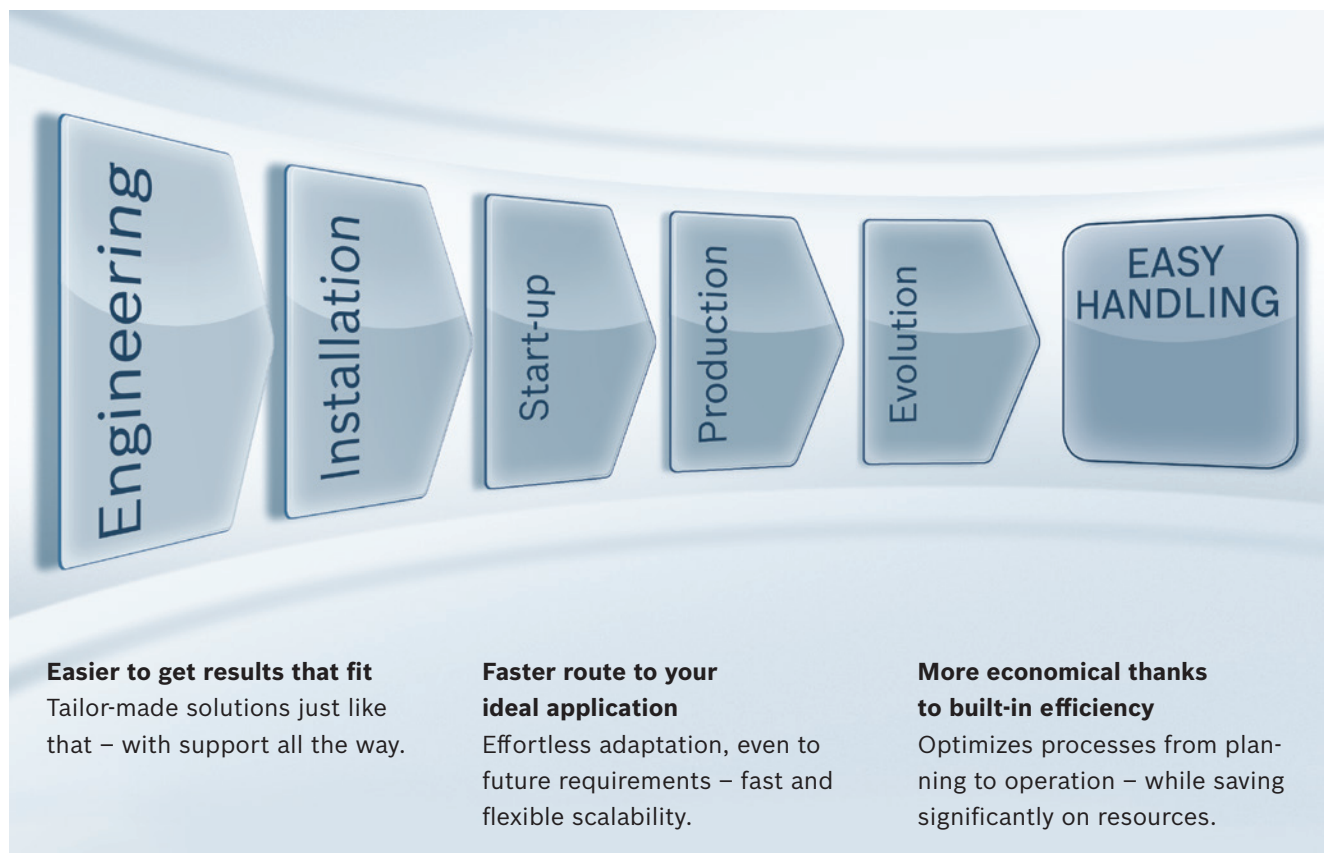 Engineering
Installation
Start-up
Production
Evolution
EASY
HANDLING
Easier to get results that fit
Tailor-made solutions just like
that – with support all the way.
Faster route to your
ideal application
Effortless adaptation, even to
future requirements – fast and
flexible scalability.
More economical thanks
to built-in efficiency
Optimizes processes from plan-
ning to operation – while saving
significantly on resources.